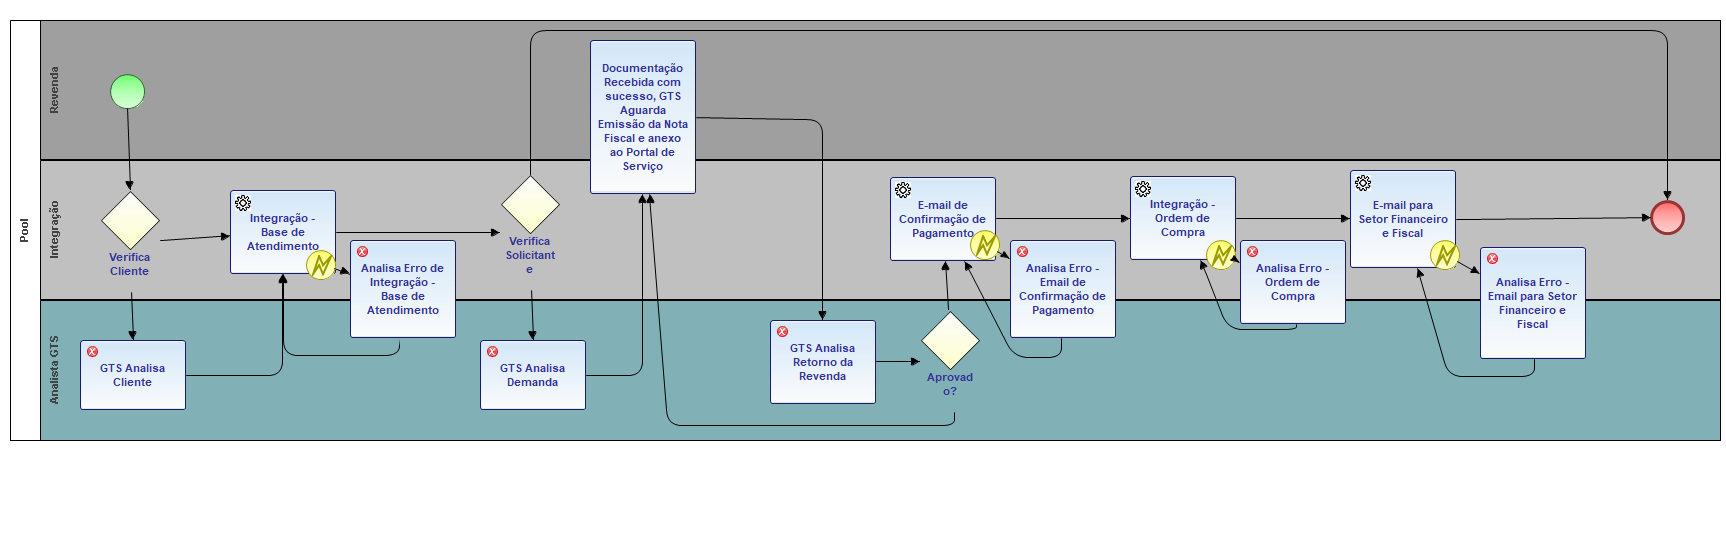 Pool
Revenda
Integração
Analista GTS
Verifica
Cliente
GTS Analisa
Cliente
Integração -
Base de
Atendimento
Analisa Erro de
Integração -
Base de
Atendimento
Verifica
Solicitant
e
GTS Analisa
Demanda
Documentação
Recebida com
sucesso, GTS
Aguarda
Emissão da Nota
Fiscal e anexo
ao Portal de
Serviço
GTS Analisa
Retorno da
Revenda
Aprovad
o?
E-mail de
Confirmação de
Pagamento
Analisa Erro -
Email de
Confirmação de
Pagamento
Integração -
Ordem de
Compra
Analisa Erro -
Ordem de
Compra
E-mail para
Setor Financeiro
e Fiscal
Analisa Erro -
Email para Setor
Financeiro e
Fiscal